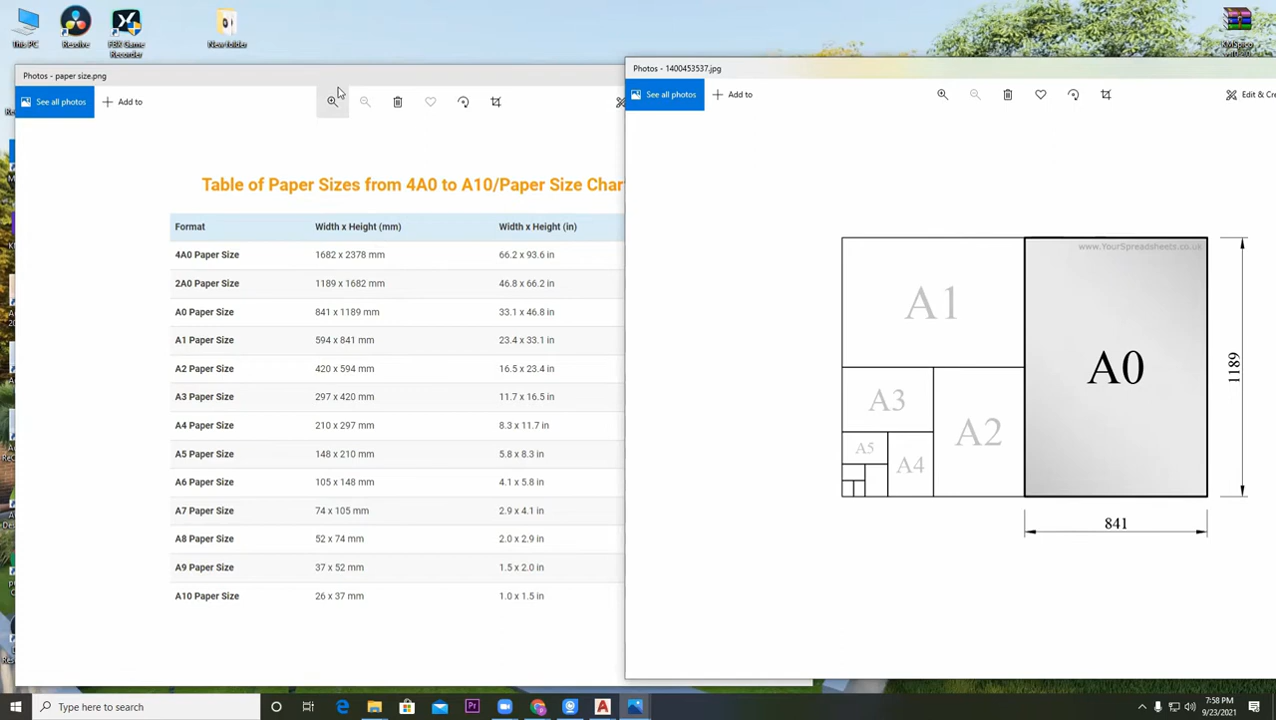 This PC
Resolve
FBX Game
Recorder
New folder
KMSpico
Photos - paper size.png
See all photos
Add to
Table of Paper Sizes from 4A0 to A10/Paper Size Char
Format Width x Height (mm) Width x Height (in)
4A0 Paper Size 1682 x 2378 mm 66.2 x 93.6 in
2A0 Paper Size 1189 x 1682 mm 46.8 x 66.2 in
A0 Paper Size 841 x 1189 mm 33.1 x 46.8 in
A1 Paper Size 594 x 841 mm 23.4 x 33.1 in
A2 Paper Size 420 x 594 mm 16.5 x 23.4 in
A3 Paper Size 297 x 420 mm 11.7 x 16.5 in
A4 Paper Size 210 x 297 mm 8.3 x 11.7 in
A5 Paper Size 148 x 210 mm 5.8 x 8.3 in
A6 Paper Size 105 x 148 mm 4.1 x 5.8 in
A7 Paper Size 74 x 105 mm 2.9 x 4.1 in
A8 Paper Size 52 x 74 mm 2.0 x 2.9 in
A9 Paper Size 37 x 52 mm 1.5 x 2.0 in
A10 Paper Size 26 x 37 mm 1.0 x 1.5 in
Photos - 1400453537.jpg
See all photos
Add to
Edit & Cre
www.YourSpreadsheets.co.uk
A1
A0
1189
A3
A2
A5
A4
841
Type here to search
Pr
7:58 PM
9/23/2021